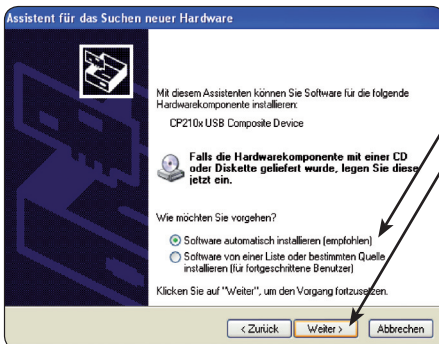 Assistent für das Suchen neuer Hardware
Mit diesem Assistenten können Sie Software für die folgende
Hardwarekomponente installieren:
CP210x USB Composite Device
Falls die Hardwarekomponente mit einer CD
oder Diskette geliefert wurde, legen Sie diese
jetzt ein.
Wie möchten Sie vorgehen?
Software automatisch installieren (empfohlen)
Software von einer Liste oder bestimmten Quelle
installieren (für fortgeschrittene Benutzer)
Klicken Sie auf "Weiter", um den Vorgang fortzusetzen.
< Zurück Weiter > Abbrechen